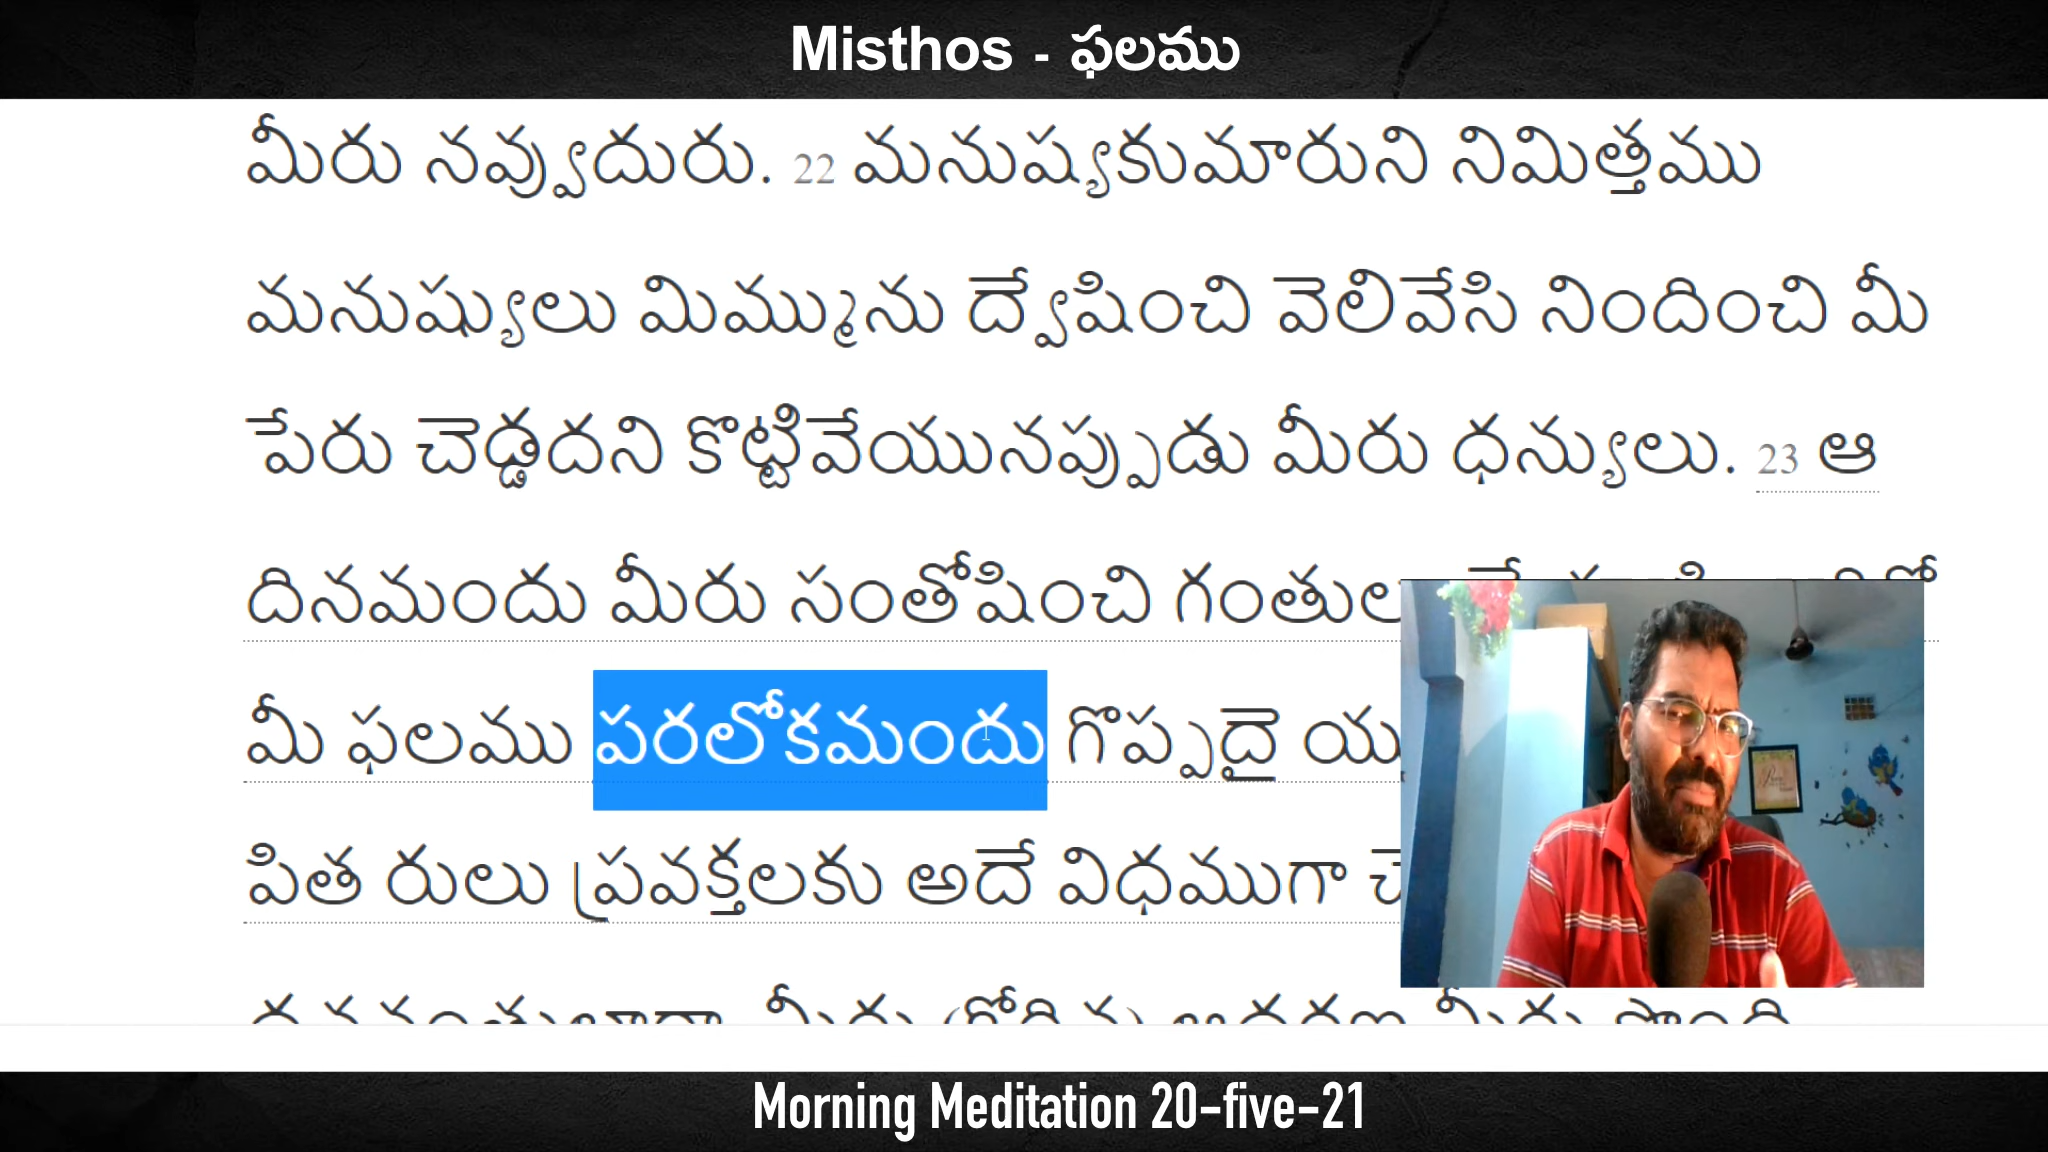 Misthos - ఫలము
మీరు నవ్వుదురు. 22 మనుష్యకుమారుని నిమిత్తము
మనుష్యులు మిమ్మును ద్వేషించి వెలివేసి నిందించి మీ
పేరు చెడ్డదని కొట్టివేయునప్పుడు మీరు ధన్యులు. 23 ఆ
దినమందు మీరు సంతోషించి
మీ ఫలము పరలోకమందు గొప్పదై
పిత రులు ప్రవక్తలకు అదే విధముగా
మీరు మీరు
Morning Meditation 20-five-21